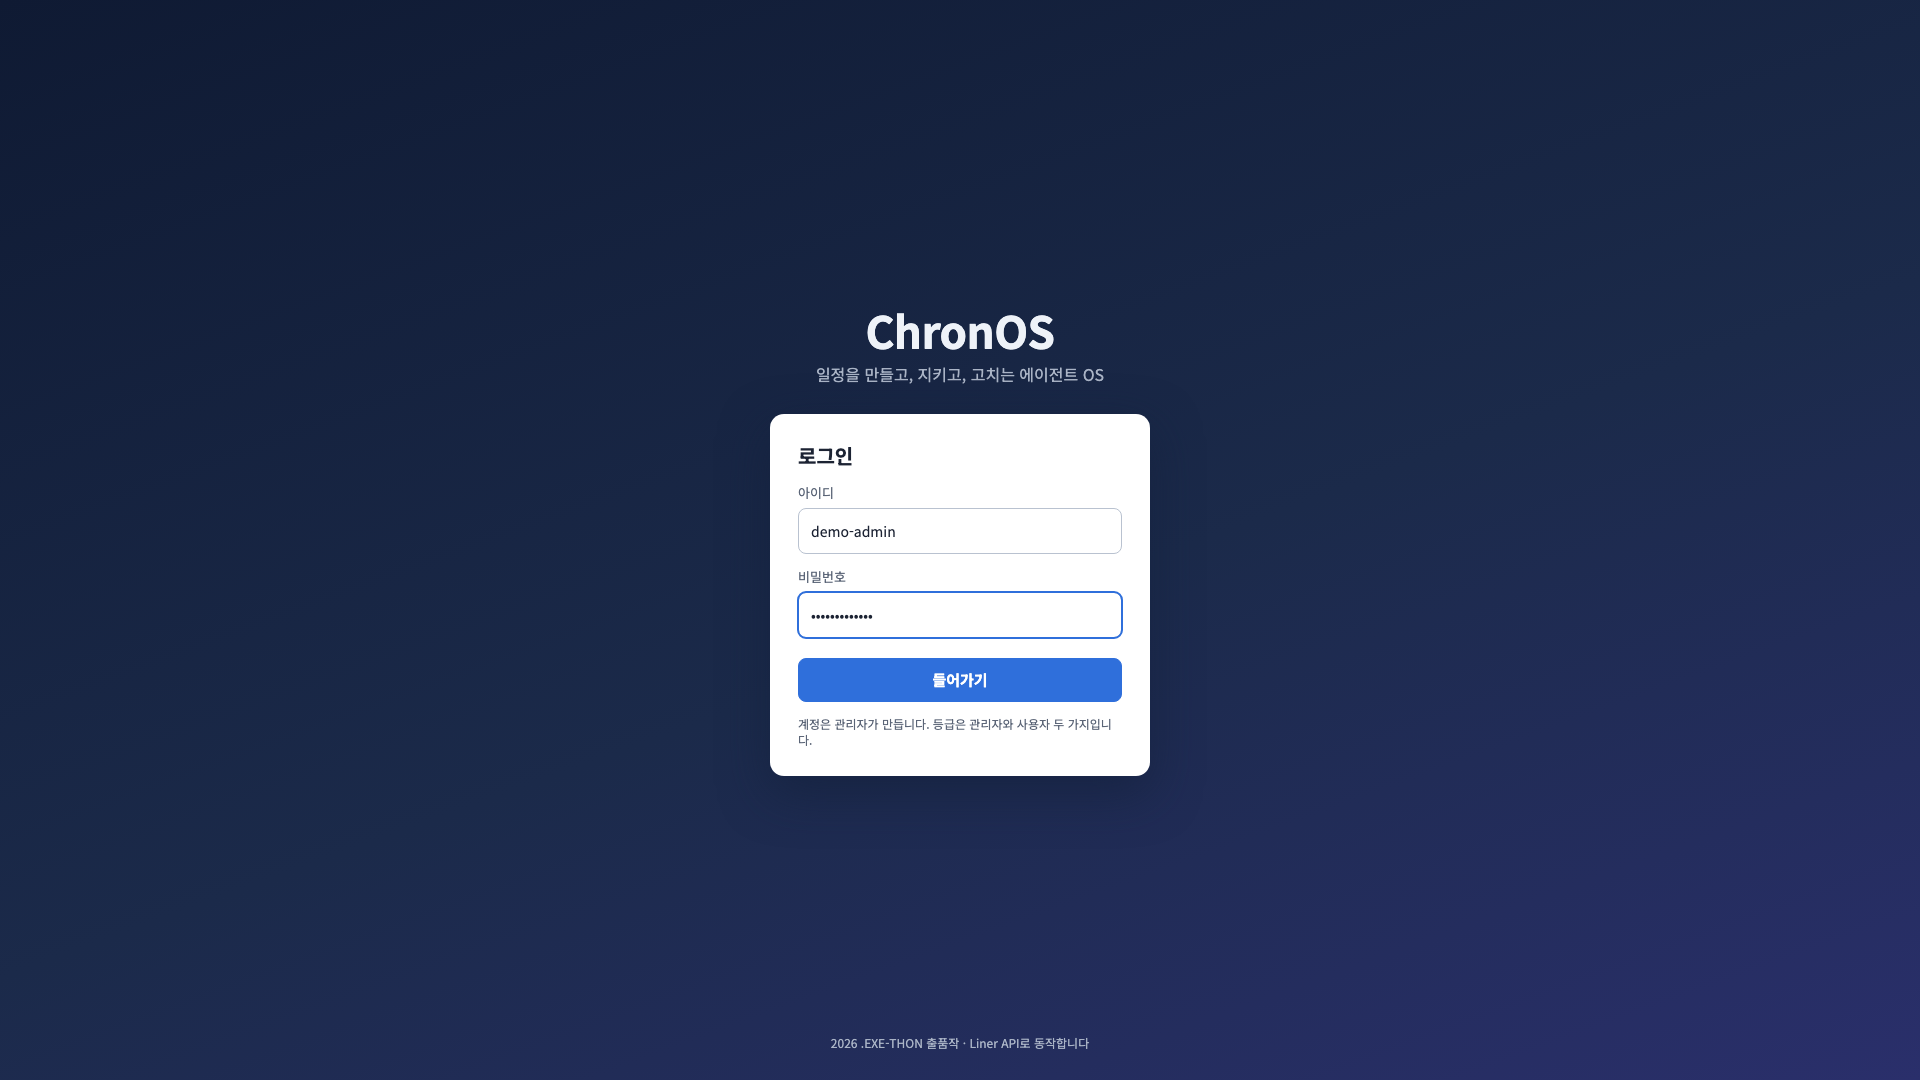 ChronOS
일정을 만들고, 지키고, 고치는 에이전트 OS
로그인
아이디
demo-admin
비밀번호
•••••••••••••
들어가기
계정은 관리자가 만듭니다. 등급은 관리자와 사용자 두 가지입니
다.
2026 .EXE-THON 출품작 · Liner API로 동작합니다